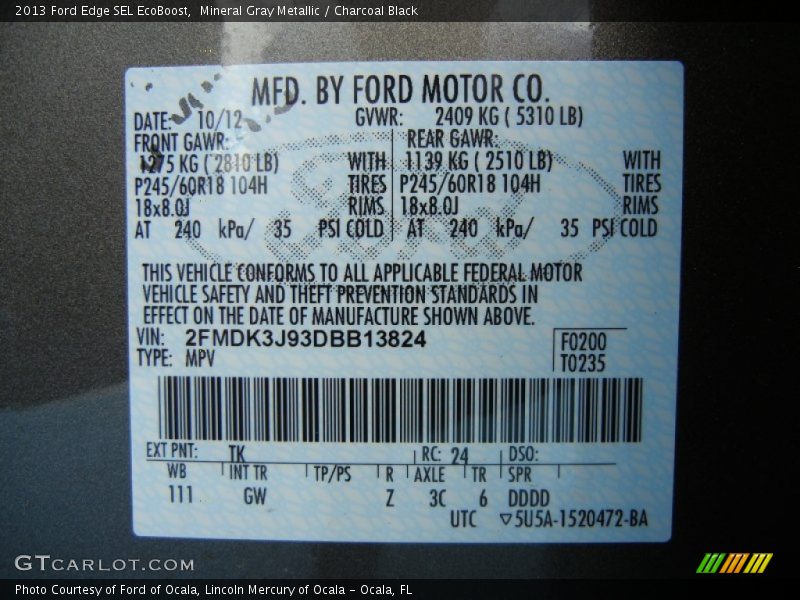 2013 Ford Edge SEL EcoBoost, Mineral Gray Metallic / Charcoal Black
MFD. BY FORD MOTOR CO.
DATE: 10/12 GVWR: 2409 KG ( 5310 LB)
FRONT GAWR: REAR GAWR:
1275 KG ( 2810 LB) WITH 1139 KG ( 2510 LB) WITH
P245/60R18 104H TIRES P245/60R18 104H TIRES
18x8.0J RIMS 18x8.0J RIMS
AT 240 kPa/ 35 PSI COLD AT 240 kPa/ 35 PSI COLD
THIS VEHICLE CONFORMS TO ALL APPLICABLE FEDERAL MOTOR
VEHICLE SAFETY AND THEFT PREVENTION STANDARDS IN
EFFECT ON THE DATE OF MANUFACTURE SHOWN ABOVE.
VIN: 2FMDK3J93DBB13824 F0200
TYPE: MPV T0235
EXT PNT: TK RC: 24 DSO:
WB INT TR TP/PS R AXLE TR SPR
111 GW Z 3C 6 DDDD
UTC ▽5U5A-1520472-BA
GTCARLOT.COM
Photo Courtesy of Ford of Ocala, Lincoln Mercury of Ocala - Ocala, FL